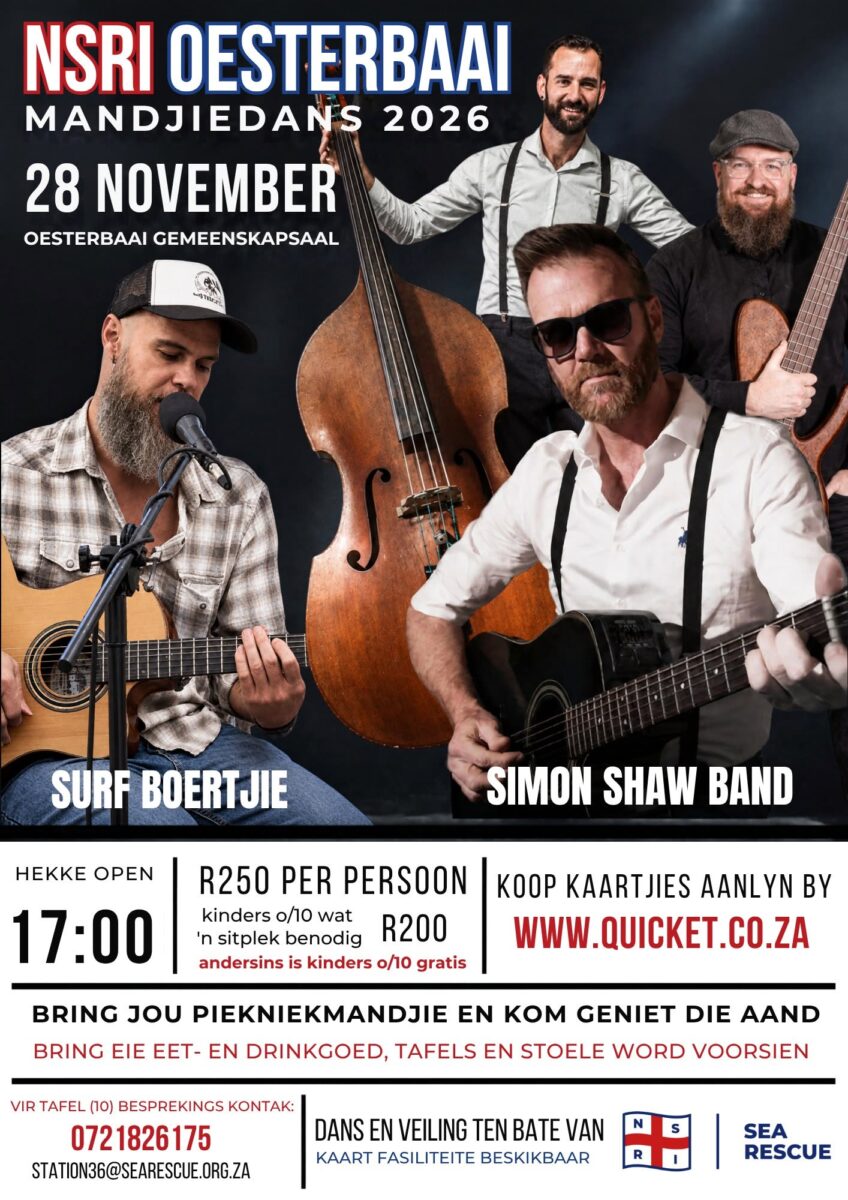 NSRI OESTERBAAI
MANDJIEDANS 2026
28 NOVEMBER
OESTERBAAI GEMEENSKAPSAAL
SURF BOERTJIE
SIMON SHAW BAND
HEKKE OPEN
17:00
R250 PER PERSOON
kinders o/10 wat
'n sitplek benodig R200
andersins is kinders o/10 gratis
KOOP KAARTJIES AANLYN BY
WWW.QUICKET.CO.ZA
BRING JOU PIEKNIEKMANDJIE EN KOM GENIET DIE AAND
BRING EIE EET- EN DRINKGOED, TAFELS EN STOELE WORD VOORSIEN
VIR TAFEL (10) BESPREKINGS KONTAK:
0721826175
STATION36@SEARESCUE.ORG.ZA
DANS EN VEILING TEN BATE VAN
KAART FASILITEITE BESKIKBAAR
N S
R I
SEA
RESCUE